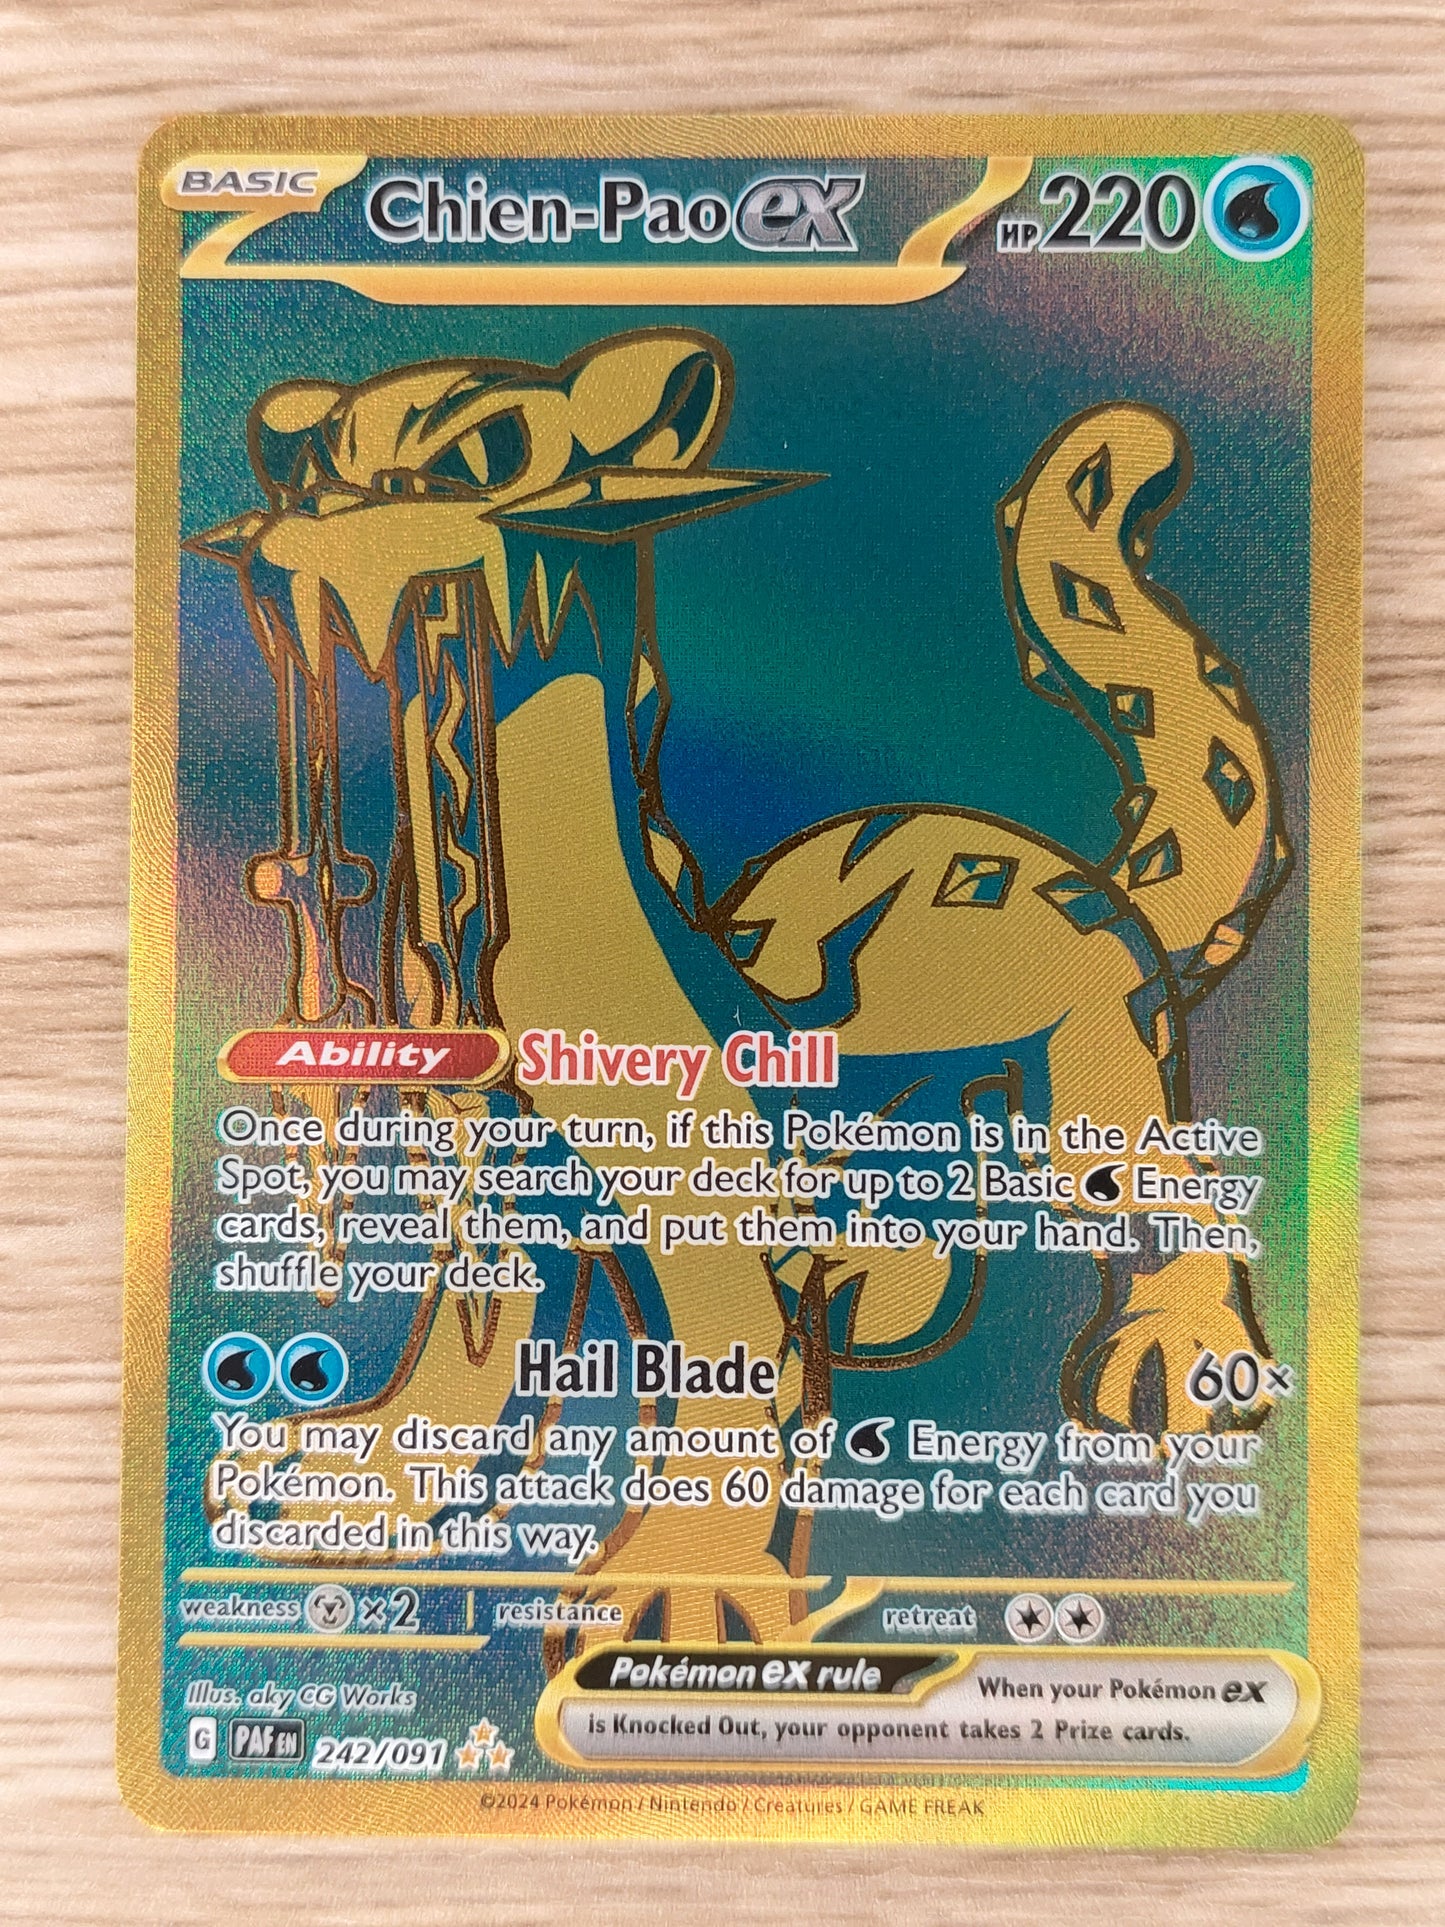 BASIC Chien-Pao ex HP 220
Ability Shivery Chill
Once during your turn, if this Pokémon is in the Active
Spot, you may search your deck for up to 2 Basic Energy
cards, reveal them, and put them into your hand. Then,
shuffle your deck.
Hail Blade 60×
You may discard any amount of Energy from your
Pokémon. This attack does 60 damage for each card you
discarded in this way.
weakness ×2 resistance retreat
Pokémon ex rule When your Pokémon ex
is Knocked Out, your opponent takes 2 Prize cards.
Illus. aky CG Works
G PAF EN 242/091
©2024 Pokémon / Nintendo / Creatures / GAME FREAK